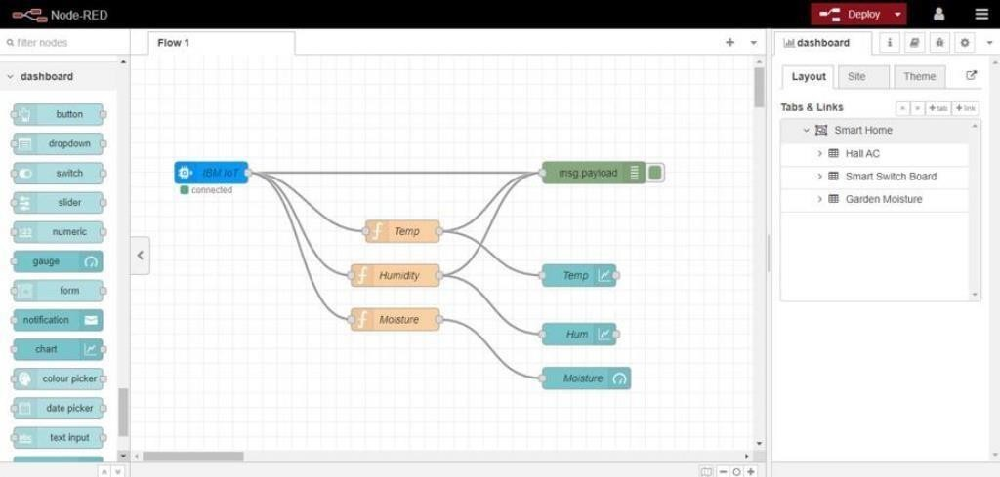 Node-RED
Deploy
filter nodes
Flow 1
dashboard
dashboard
button
dropdown
switch
slider
123 numeric
gauge
form
notification
chart
colour picker
date picker
abc text input
IBM IoT
connected
msg.payload
Temp
Humidity
Moisture
Temp
Hum
Moisture
Layout
Site
Theme
Tabs & Links
+ tab
+ link
Smart Home
Hall AC
Smart Switch Board
Garden Moisture